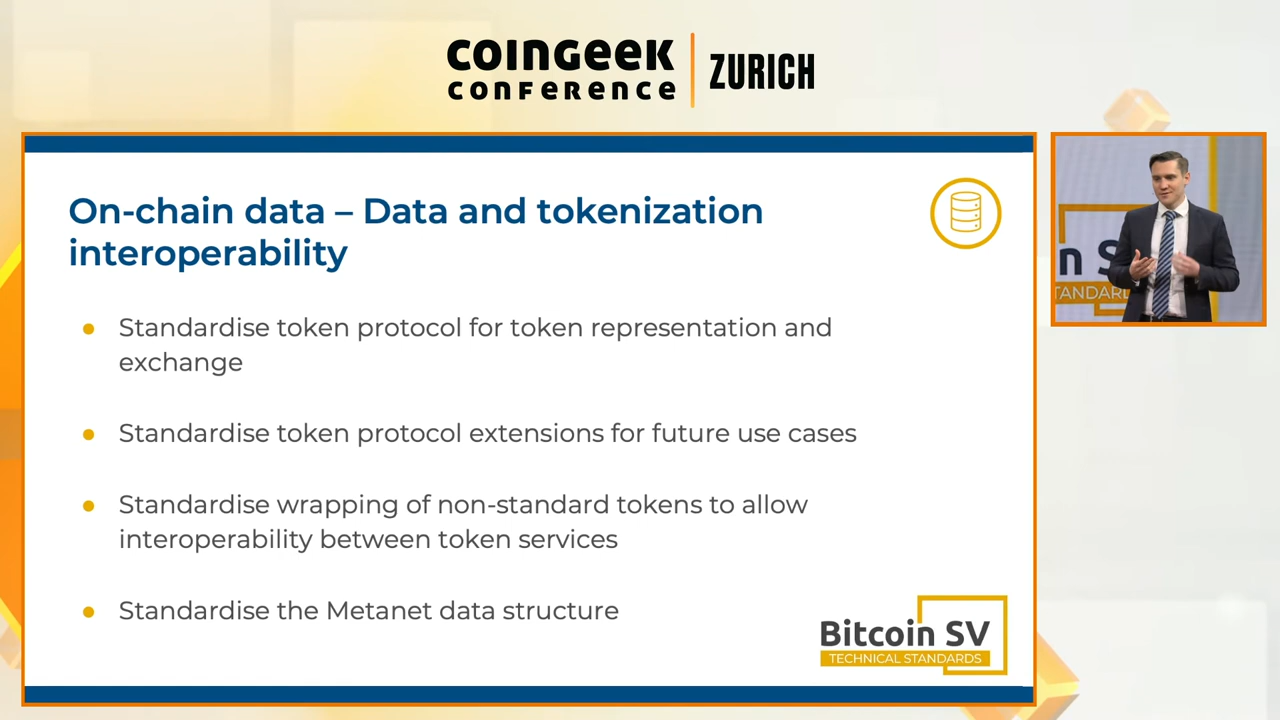 COINGEEK
CONFERENCE
ZURICH
On-chain data – Data and tokenization
interoperability
● Standardise token protocol for token representation and
exchange
● Standardise token protocol extensions for future use cases
● Standardise wrapping of non-standard tokens to allow
interoperability between token services
● Standardise the Metanet data structure
Bitcoin SV
TECHNICAL STANDARDS
n S
TANDARD